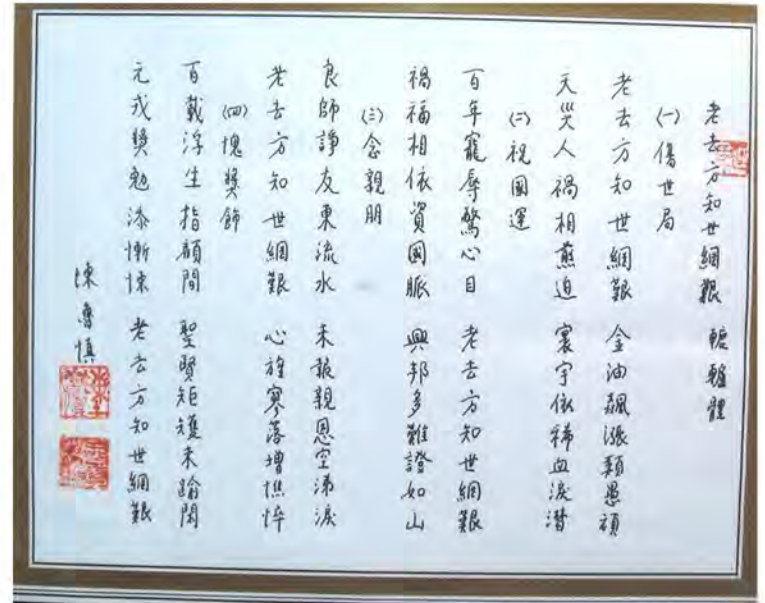 老去方知世網艱 轆轤體
(一)傷世局
老去方知世網艱 金油飆漲類愚頑
天災人禍相煎迫 寰宇依稀血淚潸
(二)祝國運
百年寵辱驚心目 老去方知世網艱
禍福相依資國脈 興邦多難證如山
(三)念親朋
良師諍友東流水 未報親恩空涕淚
老去方知世網艱 心旌寥落增憔悴
(四)愧獎飾
百載浮生指顧間 聖賢矩矱未踰閑
元戎獎勉添慚悚 老去方知世網艱
魯慎